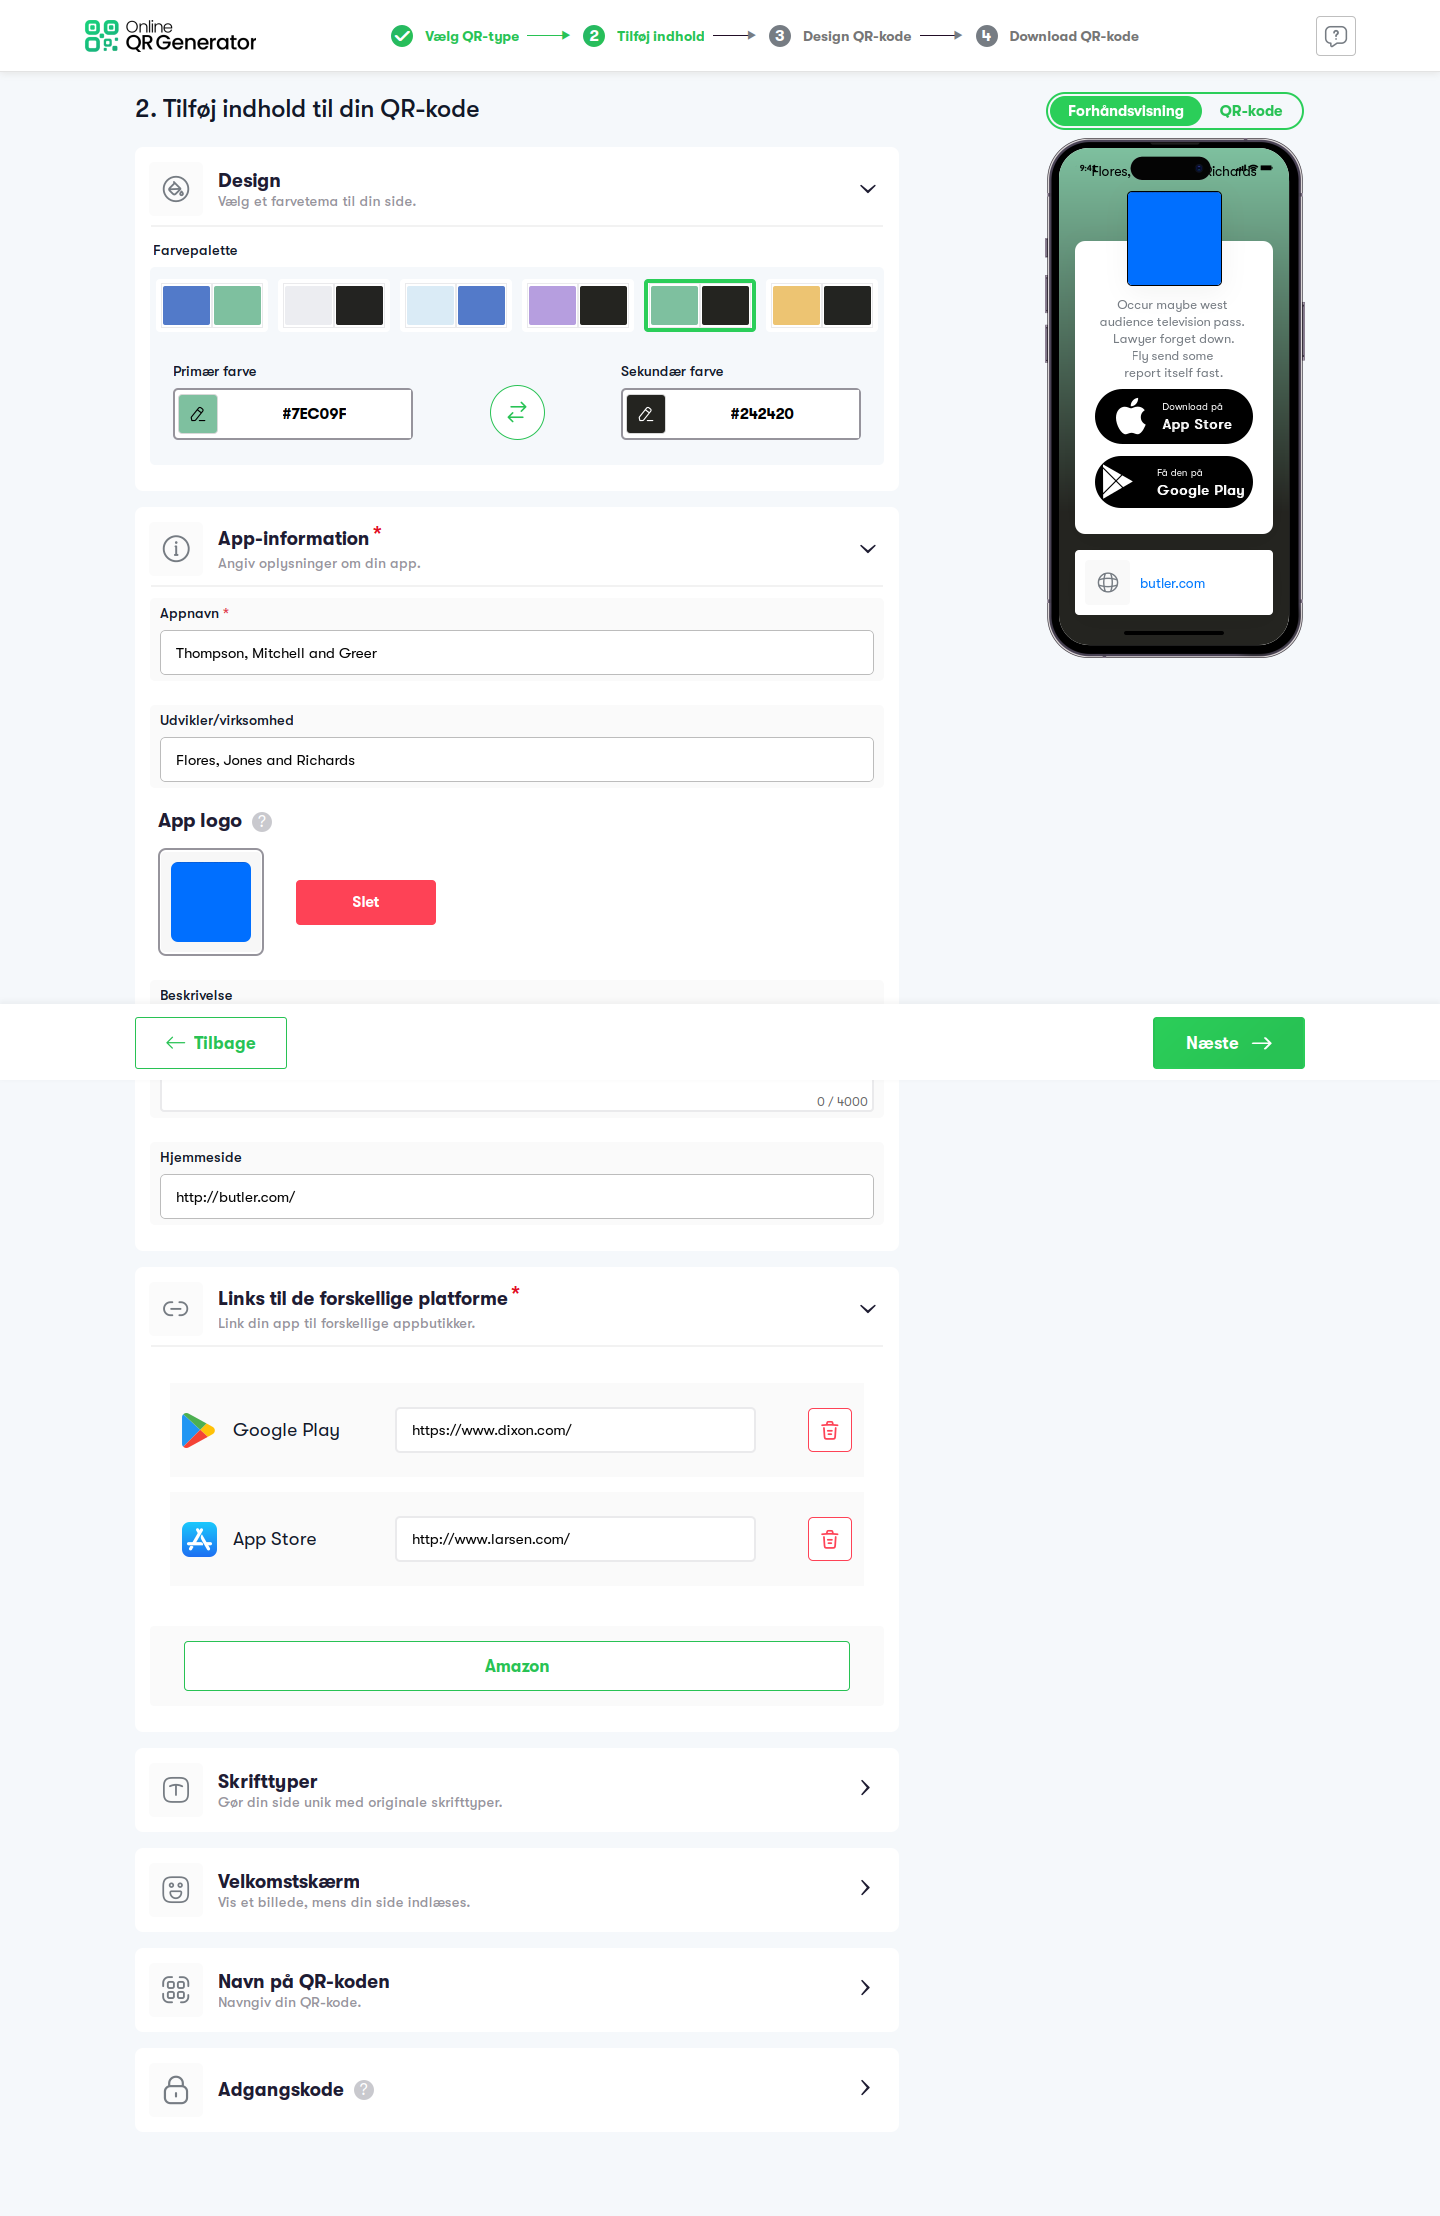 Online
QR Generator
Vælg QR-type
2 Tilføj indhold
3 Design QR-kode
4 Download QR-kode
2. Tilføj indhold til din QR-kode
Forhåndsvisning
QR-kode
Design
Vælg et farvetema til din side.
Farvepalette
Primær farve
#7EC09F
Sekundær farve
#242420
App-information *
Angiv oplysninger om din app.
Appnavn *
Thompson, Mitchell and Greer
Udvikler/virksomhed
Flores, Jones and Richards
App logo ?
Slet
Beskrivelse
Tilbage
Næste
0 / 4000
Hjemmeside
http://butler.com/
Links til de forskellige platforme *
Link din app til forskellige appbutikker.
Google Play
https://www.dixon.com/
App Store
http://www.larsen.com/
Amazon
Skrifttyper
Gør din side unik med originale skrifttyper.
Velkomstskærm
Vis et billede, mens din side indlæses.
Navn på QR-koden
Navngiv din QR-kode.
Adgangskode ?
9:41
Flores, Richards
Occur maybe west
audience television pass.
Lawyer forget down.
Fly send some
report itself fast.
Download på
App Store
Få den på
Google Play
butler.com